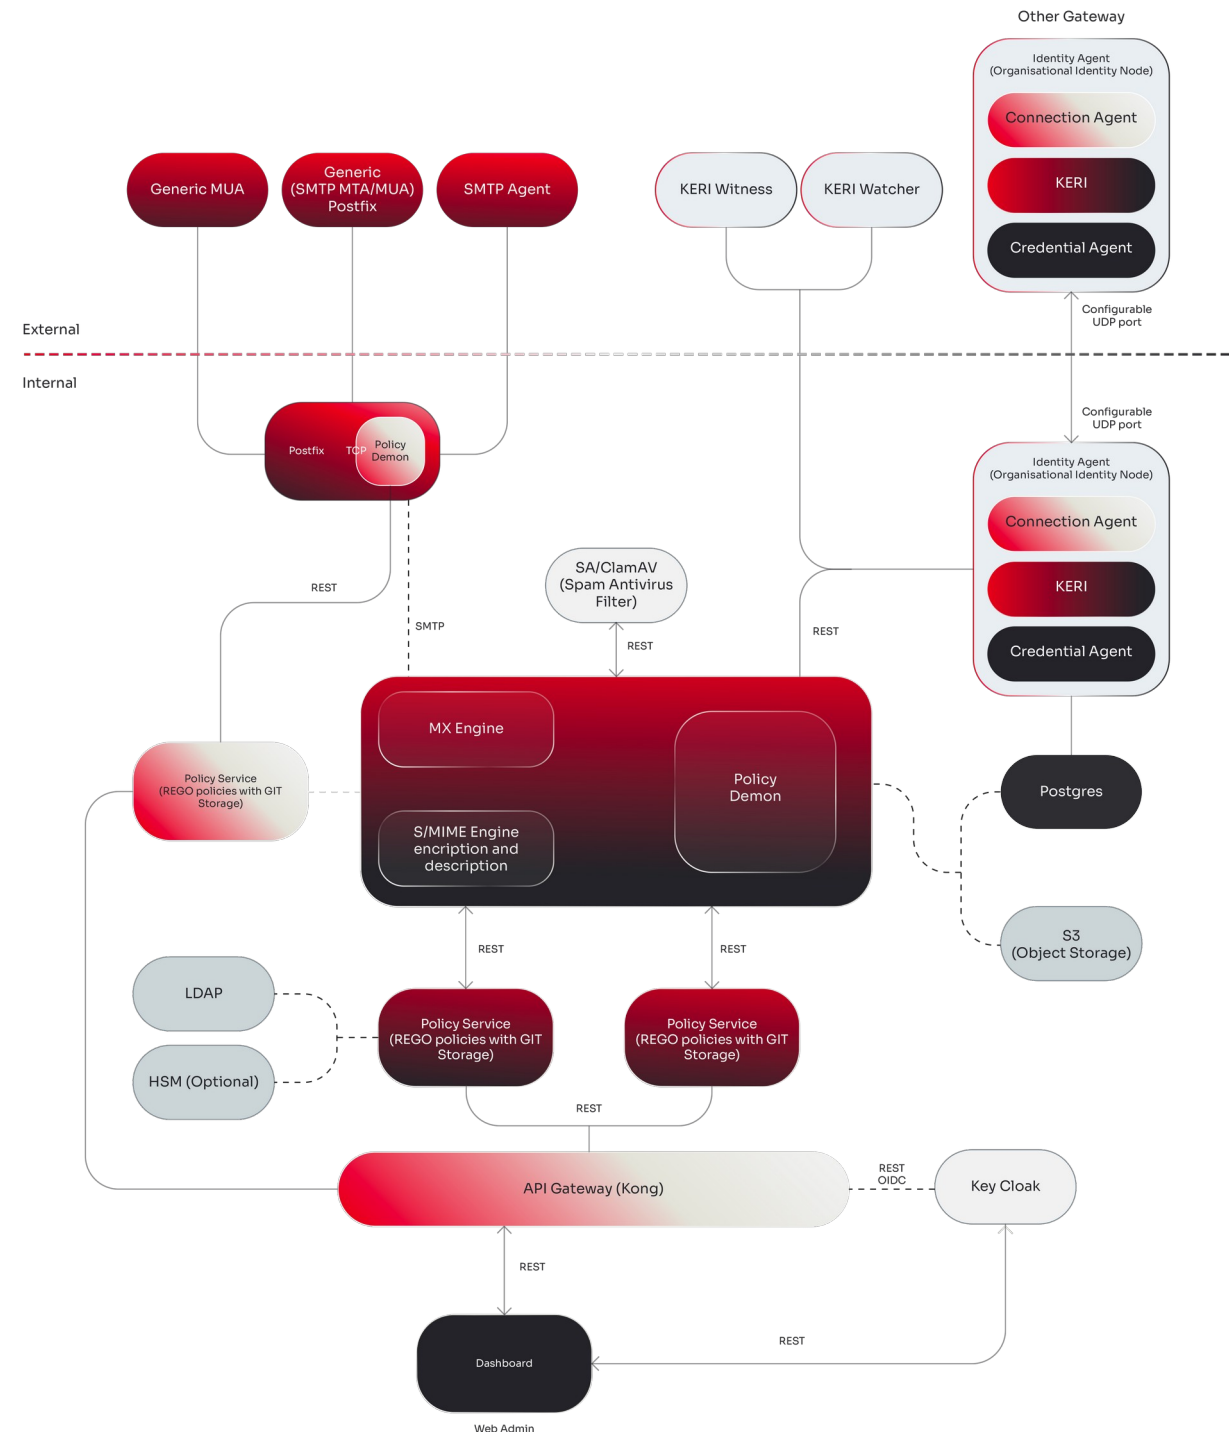 Other Gateway
Identity Agent
(Organisational Identity Node)
Connection Agent
KERI
Credential Agent
Generic MUA
Generic
(SMTP MTA/MUA)
Postfix
SMTP Agent
KERI Witness
KERI Watcher
Configurable
UDP port
External
Internal
Configurable
UDP port
Postfix
TCP
Policy
Demon
Identity Agent
(Organisational Identity Node)
Connection Agent
KERI
Credential Agent
REST
SA/ClamAV
(Spam Antivirus
Filter)
SMTP
REST
REST
MX Engine
Policy
Demon
S/MIME Engine
encription and
description
Policy Service
(REGO policies with GIT
Storage)
Postgres
S3
(Object Storage)
REST
REST
LDAP
HSM (Optional)
Policy Service
(REGO policies with GIT
Storage)
Policy Service
(REGO policies with GIT
Storage)
REST
API Gateway (Kong)
REST
OIDC
Key Cloak
REST
REST
Dashboard
Web Admin